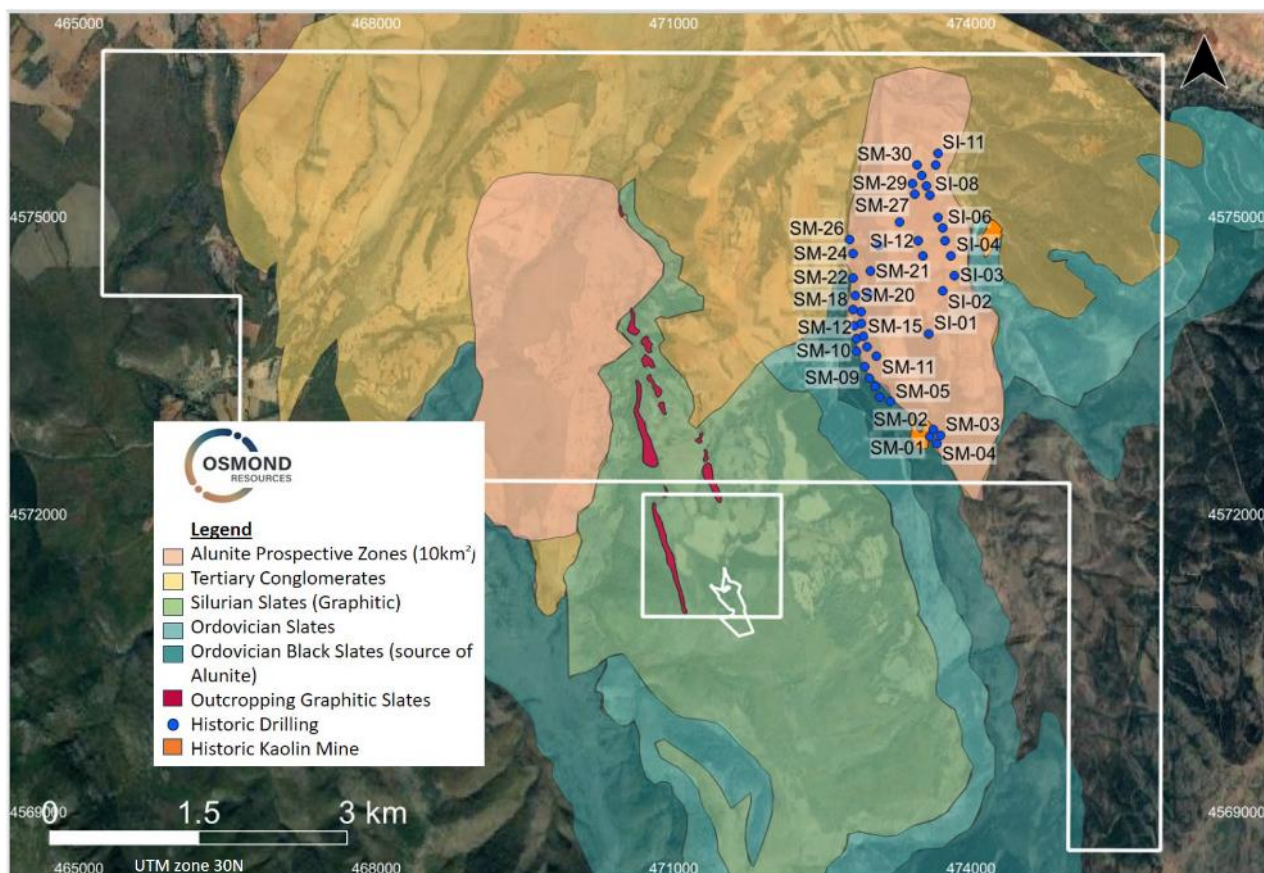 465000 468000 471000 474000
SI-11
SM-30
SM-29 SI-08
SM-27
4575000 SI-06 4575000
SM-26 SI-12 SI-04
SM-24
SM-21 SI-03
SM-22
SM-18 SM-20 SI-02
SM-12 SM-15 SI-01
SM-10
SM-11
SM-09
SM-05
SM-02 SM-03
SM-01 SM-04
OSMOND
RESOURCES
4572000 4572000
Legend
Alunite Prospective Zones (10km²)
Tertiary Conglomerates
Silurian Slates (Graphitic)
Ordovician Slates
Ordovician Black Slates (source of
Alunite)
Outcropping Graphitic Slates
Historic Drilling
Historic Kaolin Mine
4569000 4569000
0 1.5 3 km
465000 UTM zone 30N 468000 471000 474000